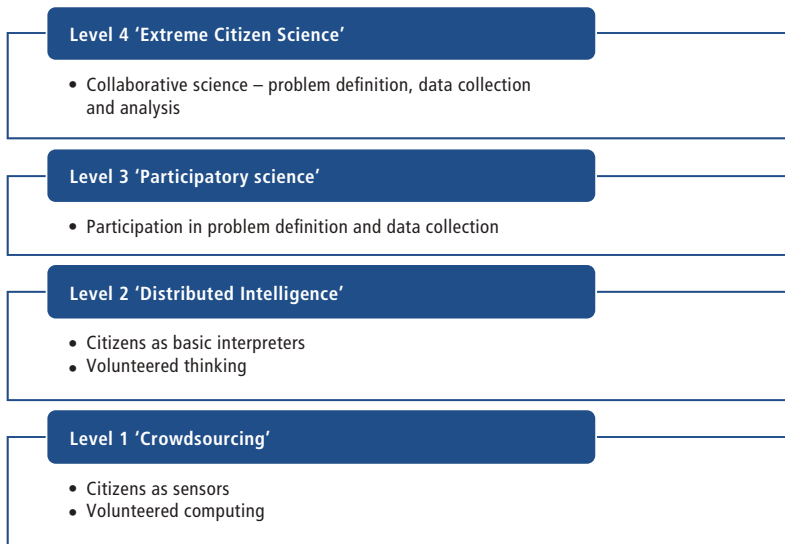 Level 4 ‘Extreme Citizen Science’
• Collaborative science – problem definition, data collection
and analysis
Level 3 ‘Participatory science’
• Participation in problem definition and data collection
Level 2 ‘Distributed Intelligence’
• Citizens as basic interpreters
• Volunteered thinking
Level 1 ‘Crowdsourcing’
• Citizens as sensors
• Volunteered computing